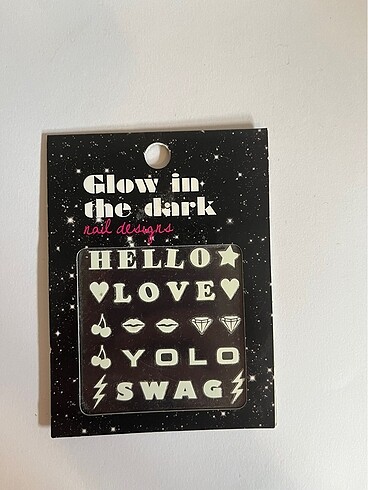 Glow in
the dark
nail designs
HELLO
LOVE
YOLO
SWAG